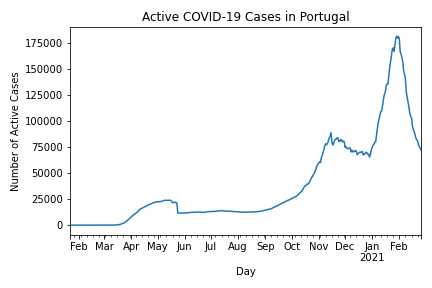 Active COVID-19 Cases in Portugal
Number of Active Cases
175000
150000
125000
100000
75000
50000
25000
0
Feb Mar Apr May Jun Jul Aug Sep Oct Nov Dec Jan Feb
2021
Day